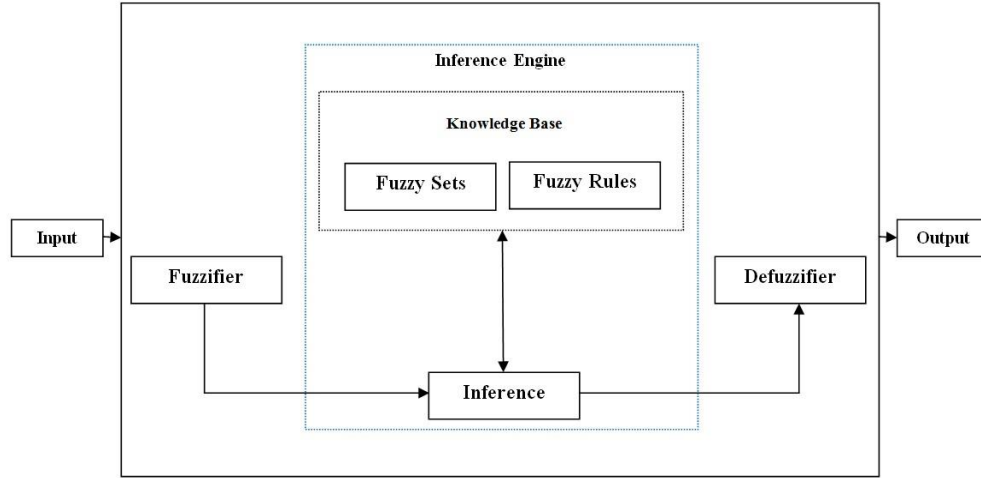 Inference Engine
Knowledge Base
Fuzzy Sets
Fuzzy Rules
Input
Output
Fuzzifier
Defuzzifier
Inference